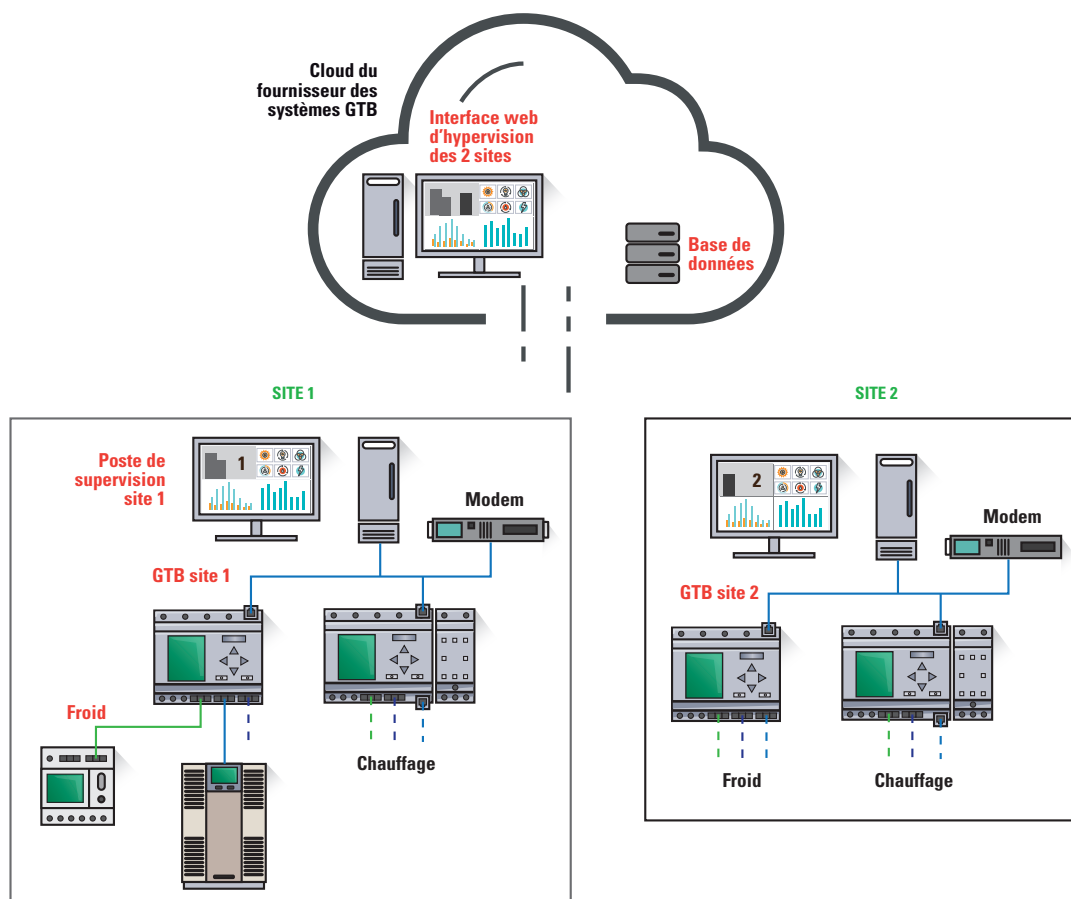 Cloud du
fournisseur des
systèmes GTB
Interface web
d'hypervision
des 2 sites
Base de
données
SITE 1
Poste de
supervision
site 1
1
Modem
GTB site 1
Froid
Chauffage
SITE 2
2
Modem
GTB site 2
Froid
Chauffage